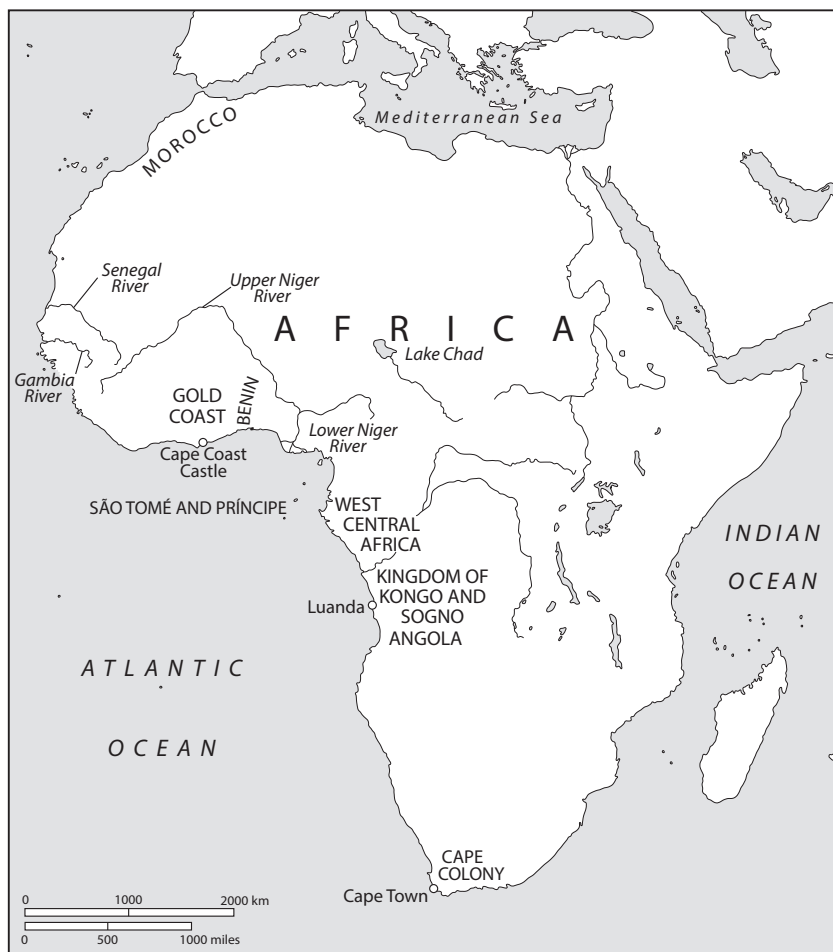 Mediterranean Sea
MOROCCO
Senegal
River
Upper Niger
River
AFRICA
Lake Chad
Gambia
River
GOLD
COAST
BENIN
Lower Niger
River
Cape Coast
Castle
SÃO TOMÉ AND PRÍNCIPE
WEST
CENTRAL
AFRICA
INDIAN
OCEAN
KINGDOM OF
KONGO AND
SOGNO
Luanda
ANGOLA
ATLANTIC
OCEAN
CAPE
COLONY
Cape Town
0 1000 2000 km
0 500 1000 miles